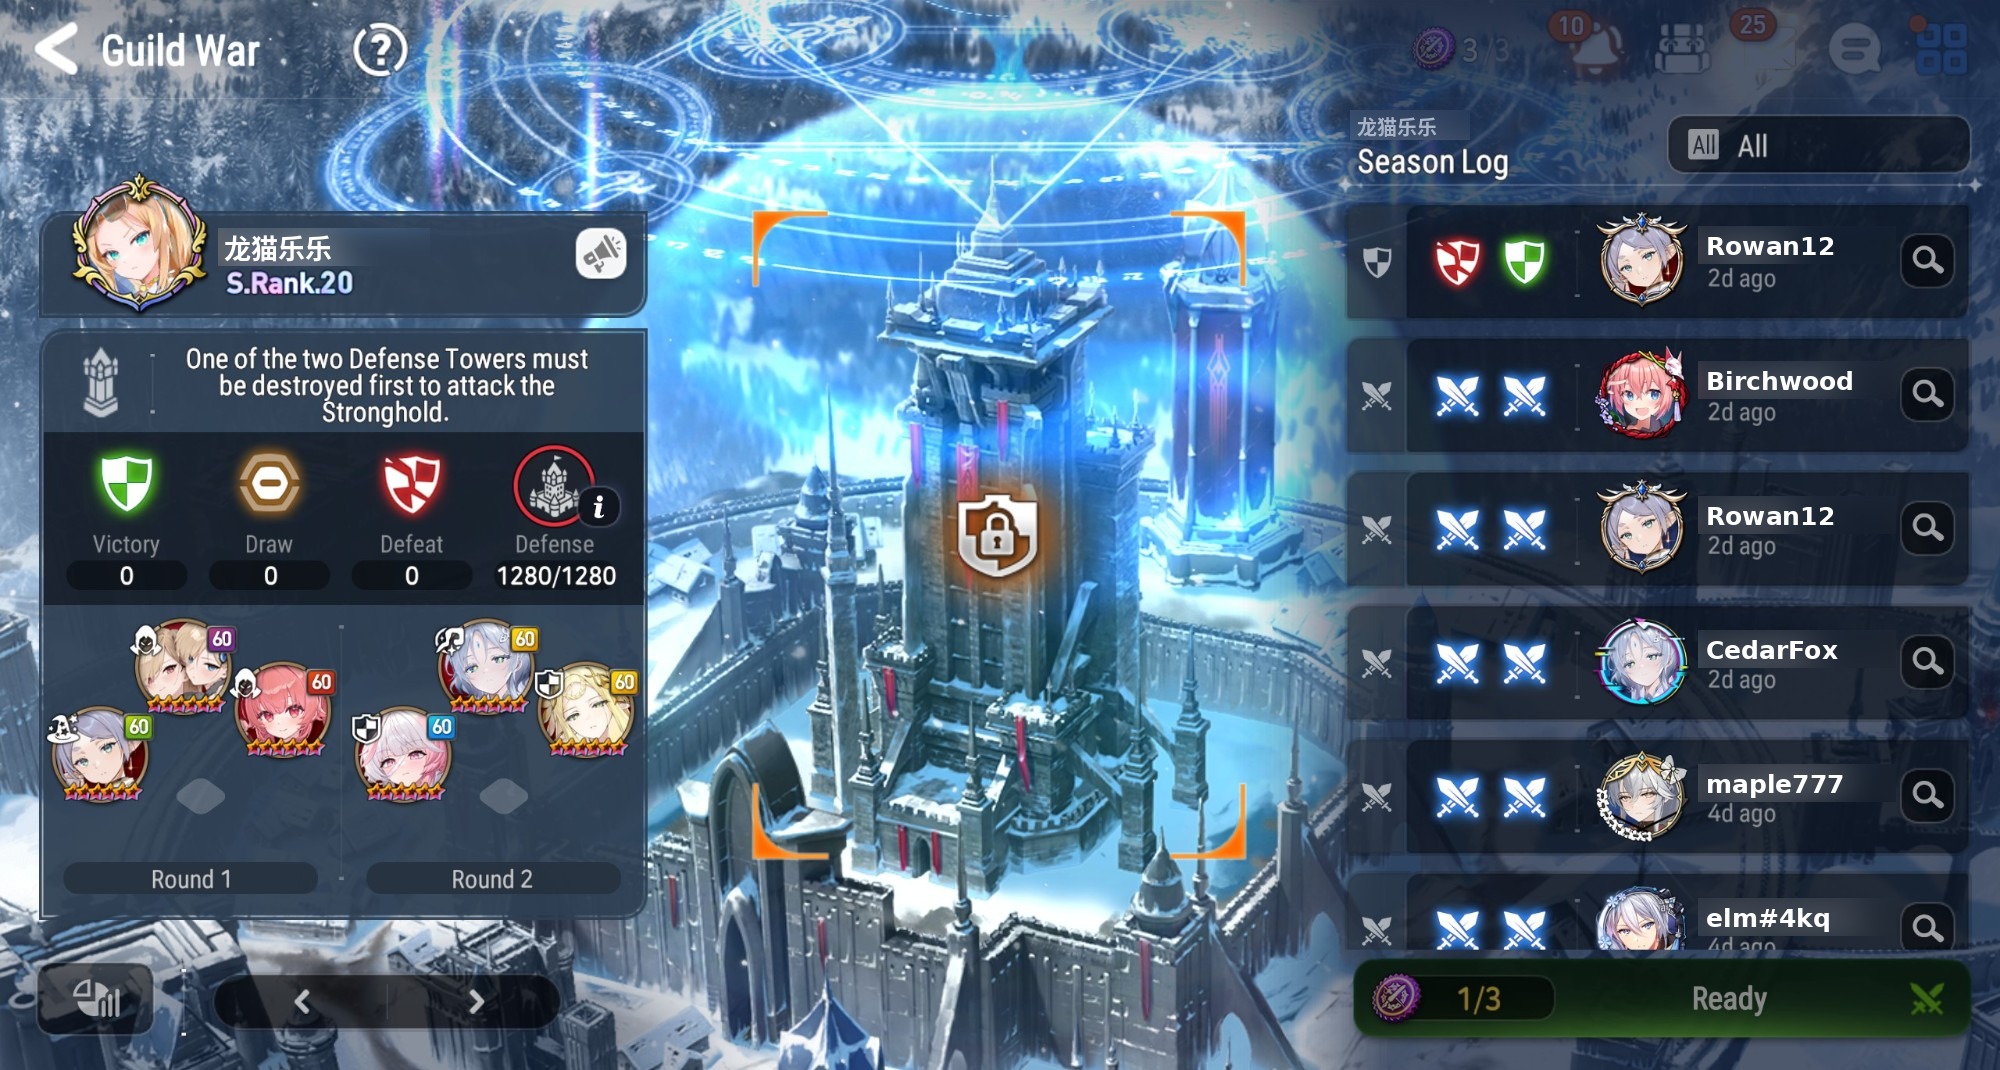 Guild War
?
3/3
10
25
龙猫乐乐
Season Log
All All
龙猫乐乐
S.Rank.20
One of the two Defense Towers must
be destroyed first to attack the
Stronghold.
i
Victory
Draw
Defeat
Defense
0
0
0
1280/1280
60
60
60
60
60
60
Round 1
Round 2
Rowan12
2d ago
Birchwood
2d ago
Rowan12
2d ago
CedarFox
2d ago
maple777
4d ago
elm#4kq
4d ago
1/3
Ready